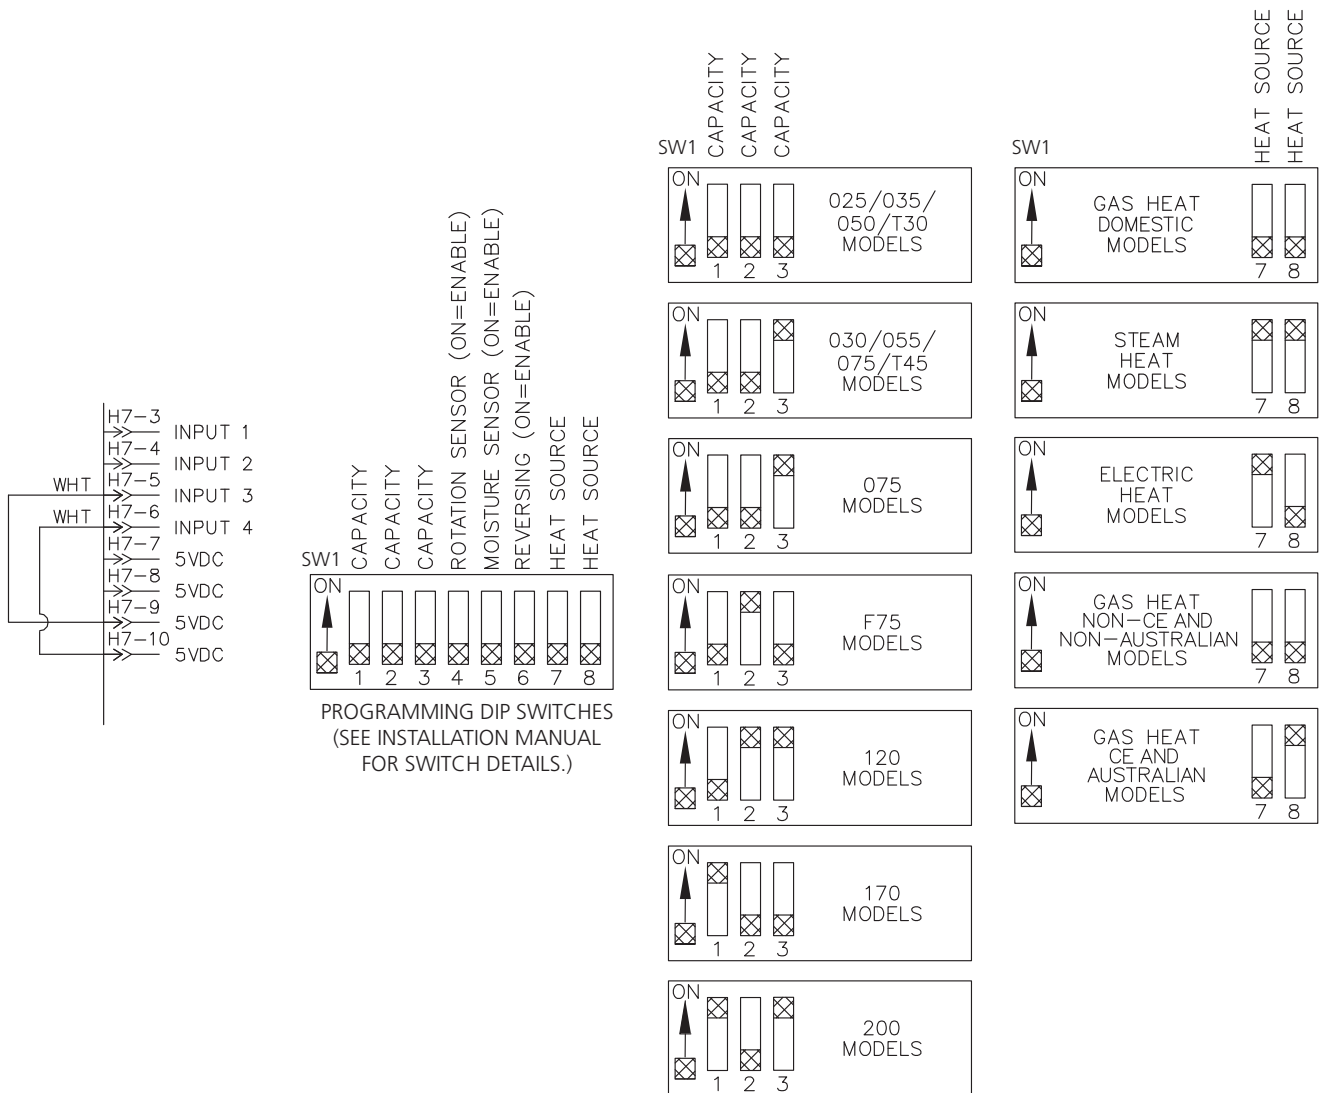 H7-3
INPUT 1
H7-4
INPUT 2
WHT
H7-5
INPUT 3
WHT
H7-6
INPUT 4
H7-7
5VDC
H7-8
5VDC
H7-9
5VDC
H7-10
5VDC
CAPACITY
CAPACITY
CAPACITY
ROTATION SENSOR (ON=ENABLE)
MOISTURE SENSOR (ON=ENABLE)
REVERSING (ON=ENABLE)
HEAT SOURCE
HEAT SOURCE
SW1
ON
1 2 3 4 5 6 7 8
PROGRAMMING DIP SWITCHES
(SEE INSTALLATION MANUAL
FOR SWITCH DETAILS.)
CAPACITY
CAPACITY
CAPACITY
SW1
ON
1 2 3
025/035/
050/T30
MODELS
ON
1 2 3
030/055/
075/T45
MODELS
ON
1 2 3
075
MODELS
ON
1 2 3
F75
MODELS
ON
1 2 3
120
MODELS
ON
1 2 3
170
MODELS
ON
1 2 3
200
MODELS
HEAT SOURCE
HEAT SOURCE
SW1
ON
GAS HEAT
DOMESTIC
MODELS
7 8
ON
STEAM
HEAT
MODELS
7 8
ON
ELECTRIC
HEAT
MODELS
7 8
ON
GAS HEAT
NON-CE AND
NON-AUSTRALIAN
MODELS
7 8
ON
GAS HEAT
CE AND
AUSTRALIAN
MODELS
7 8